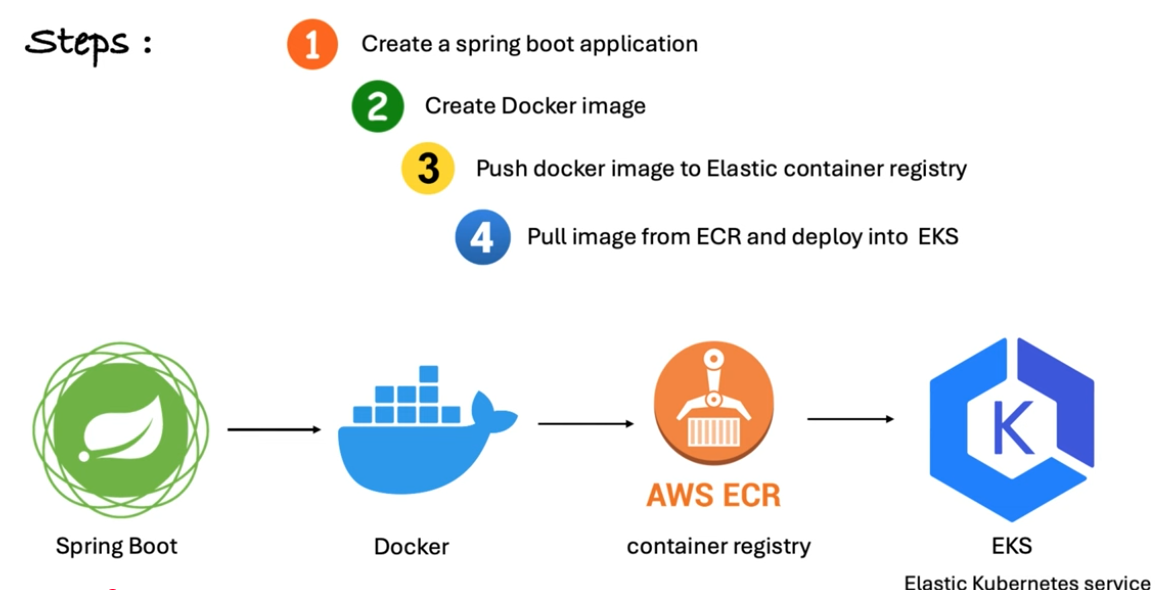 Steps :
1 Create a spring boot application
2 Create Docker image
3 Push docker image to Elastic container registry
4 Pull image from ECR and deploy into EKS
K
AWS ECR
Spring Boot
Docker
container registry
EKS
Elastic Kubernetes service